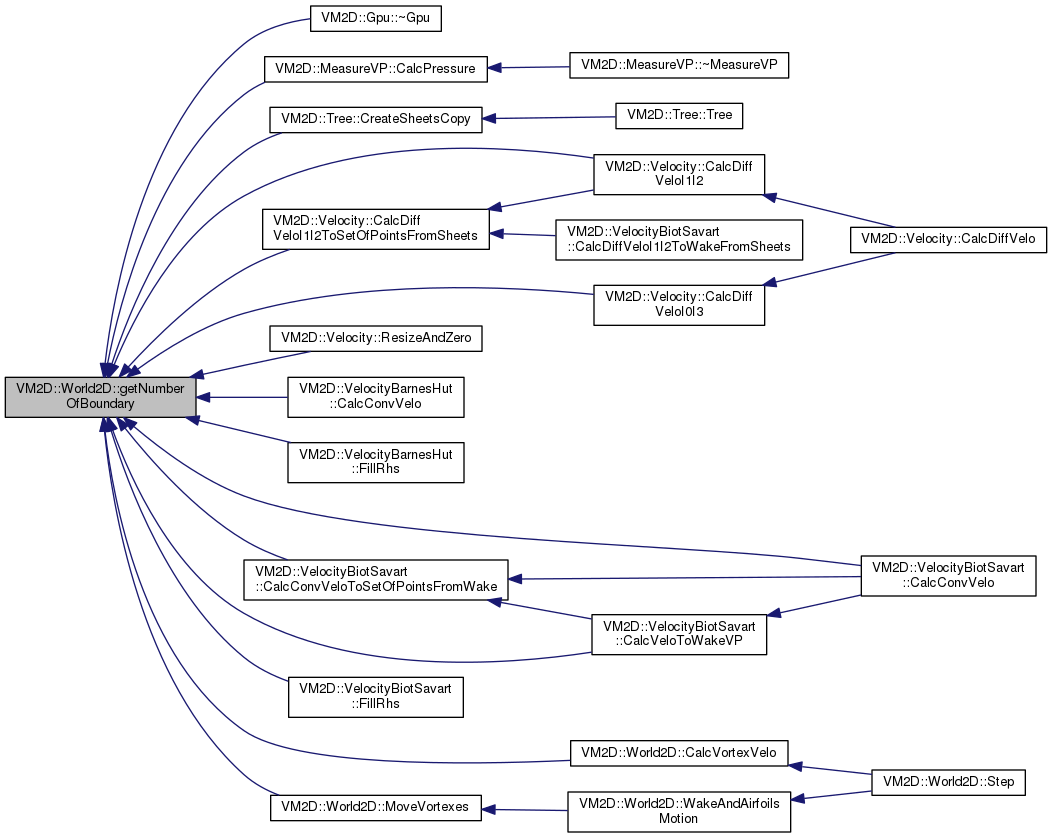 VM2D::Gpu::~Gpu
VM2D::MeasureVP::CalcPressure
VM2D::MeasureVP::~MeasureVP
VM2D::Tree::CreateSheetsCopy
VM2D::Tree::Tree
VM2D::Velocity::CalcDiff
VeloI1I2
VM2D::Velocity::CalcDiff
VeloI1I2ToSetOfPointsFromSheets
VM2D::VelocityBiotSavart
::CalcDiffVeloI1I2ToWakeFromSheets
VM2D::Velocity::CalcDiffVelo
VM2D::Velocity::CalcDiff
VeloI0I3
VM2D::Velocity::ResizeAndZero
VM2D::World2D::getNumber
OfBoundary
VM2D::VelocityBarnesHut
::CalcConvVelo
VM2D::VelocityBarnesHut
::FillRhs
VM2D::VelocityBiotSavart
::CalcConvVeloToSetOfPointsFromWake
VM2D::VelocityBiotSavart
::CalcConvVelo
VM2D::VelocityBiotSavart
::CalcVeloToWakeVP
VM2D::VelocityBiotSavart
::FillRhs
VM2D::World2D::CalcVortexVelo
VM2D::World2D::Step
VM2D::World2D::MoveVortexes
VM2D::World2D::WakeAndAirfoils
Motion